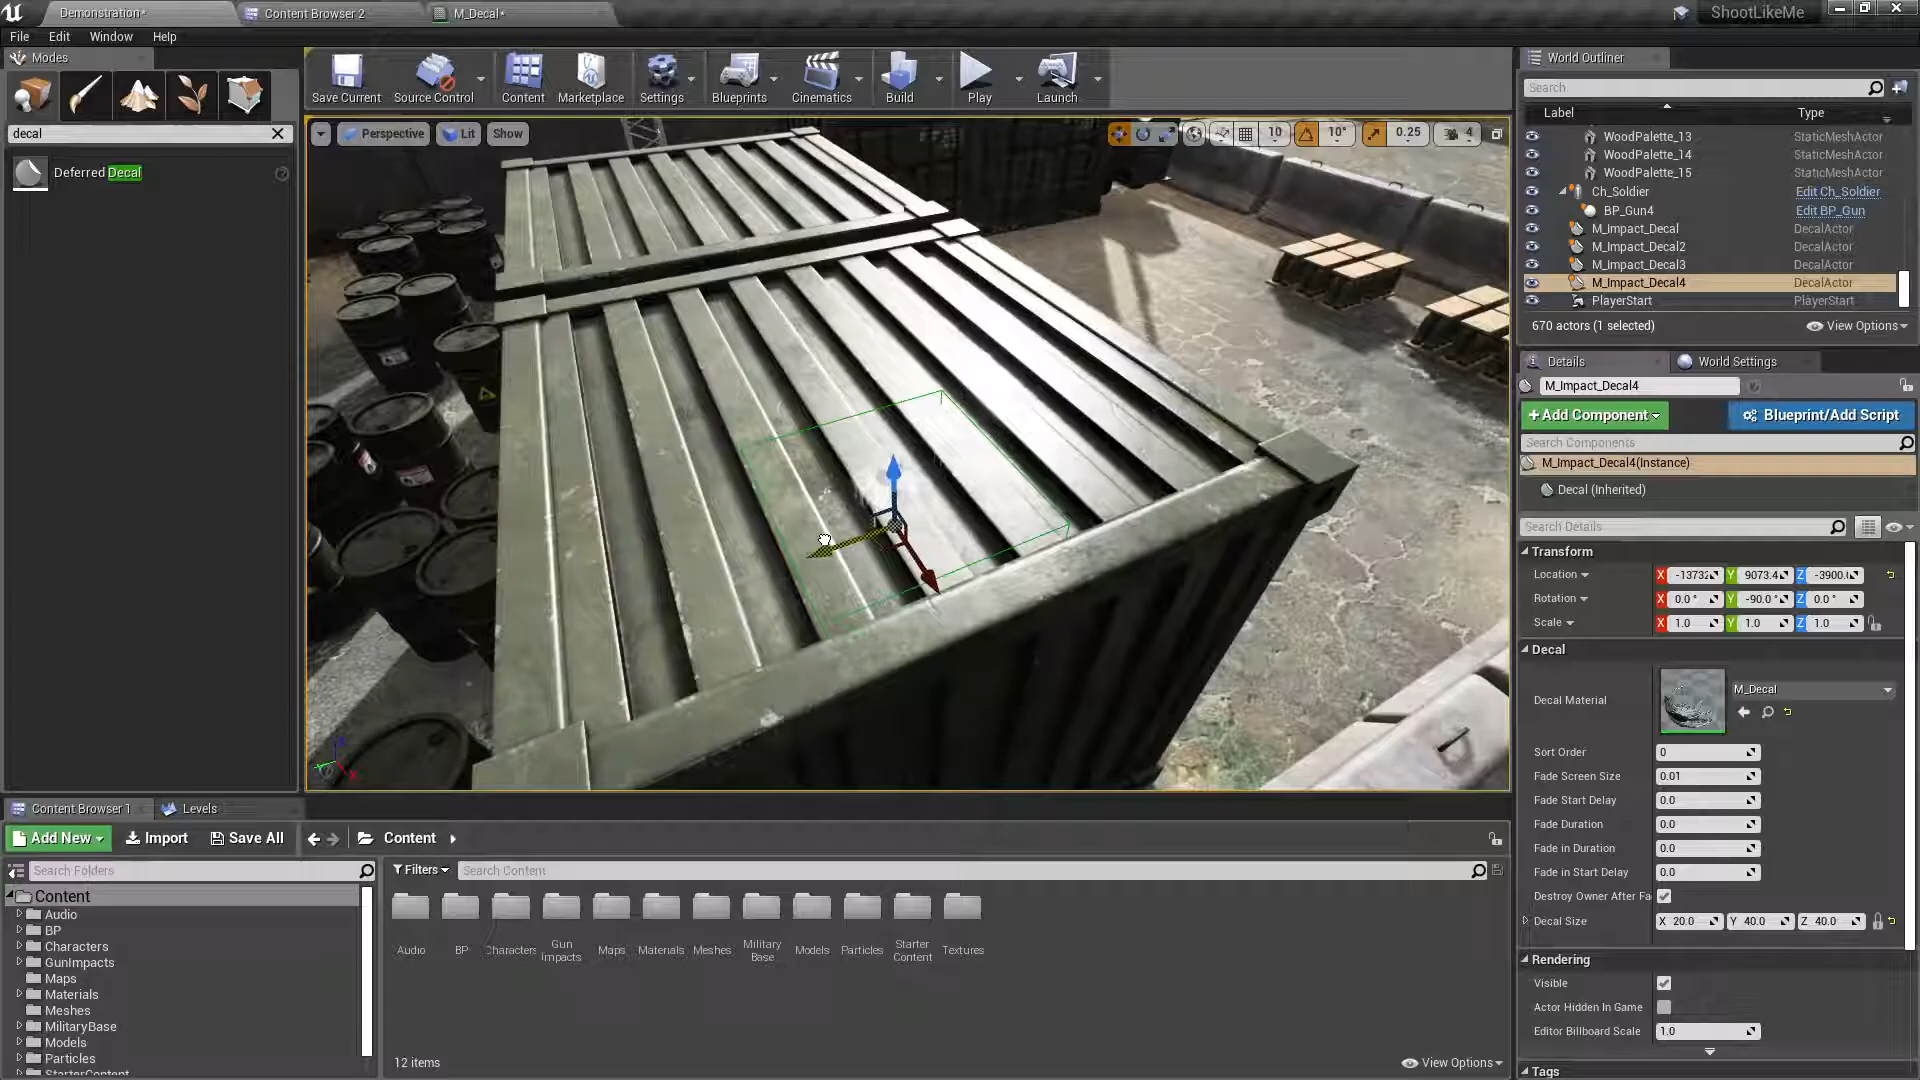 Demonstration*
Content Browser 2
M_Decal*
ShootLikeMe
File Edit Window Help
Modes
decal
Deferred Decal
Save Current
Source Control
Content
Marketplace
Settings
Blueprints
Cinematics
Build
Play
Launch
Perspective
Lit
Show
10
10°
0.25
4
World Outliner
Search
Label Type
WoodPalette_13 StaticMeshActor
WoodPalette_14 StaticMeshActor
WoodPalette_15 StaticMeshActor
Ch_Soldier Edit Ch_Soldier
BP_Gun4 Edit BP_Gun
M_Impact_Decal DecalActor
M_Impact_Decal2 DecalActor
M_Impact_Decal3 DecalActor
M_Impact_Decal4 DecalActor
PlayerStart PlayerStart
670 actors (1 selected) View Options
Details
World Settings
M_Impact_Decal4
+Add Component
Blueprint/Add Script
Search Components
M_Impact_Decal4(Instance)
Decal (Inherited)
Search Details
Transform
Location X -13732 Y 9073.4 Z -3900.
Rotation X 0.0 ° Y -90.0 ° Z 0.0 °
Scale X 1.0 Y 1.0 Z 1.0
Decal
Decal Material
M_Decal
Sort Order 0
Fade Screen Size 0.01
Fade Start Delay 0.0
Fade Duration 0.0
Fade in Duration 0.0
Fade in Start Delay 0.0
Destroy Owner After Fa
Decal Size X 20.0 Y 40.0 Z 40.0
Rendering
Visible
Actor Hidden In Game
Editor Billboard Scale 1.0
Tags
Content Browser 1
Levels
Add New
Import
Save All
Content
Search Folders
Filters
Search Content
Content
Audio
BP
Characters
GunImpacts
Maps
Materials
Meshes
MilitaryBase
Models
Particles
StarterContent
Audio
BP
Characters
Gun Impacts
Maps
Materials
Meshes
Military Base
Models
Particles
Starter Content
Textures
12 items
View Options